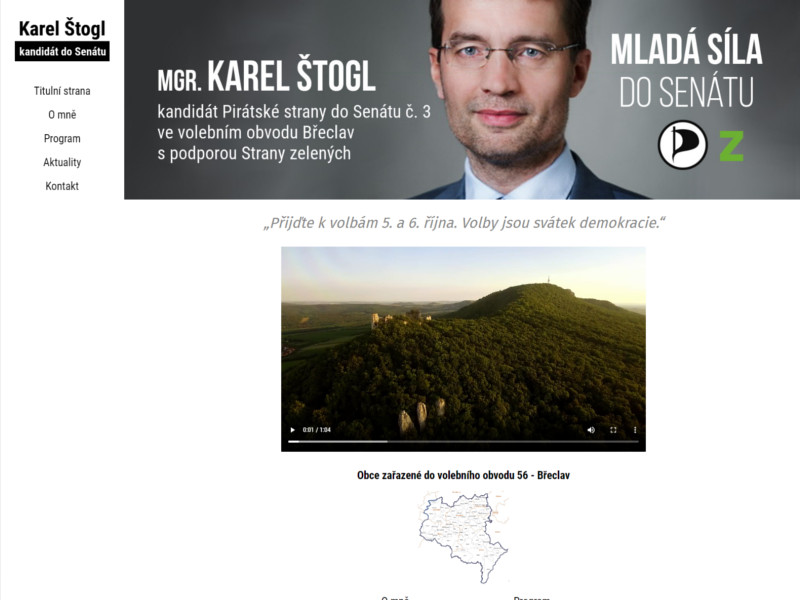 Karel Štogl
kandidát do Senátu
Titulní strana
O mně
Program
Aktuality
Kontakt
MGR. KAREL ŠTOGL
kandidát Pirátské strany do Senátu č. 3
ve volebním obvodu Břeclav
s podporou Strany zelených
MLADÁ SÍLA
DO SENÁTU
Z
„Přijďte k volbám 5. a 6. října. Volby jsou svátek demokracie.“
0:01 / 1:04
Obce zařazené do volebního obvodu 56 - Břeclav
O mně
Program